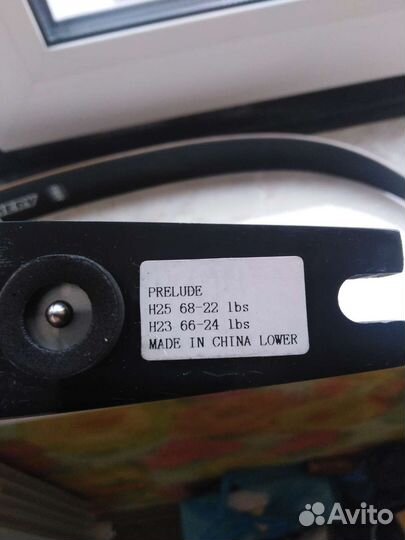 PRELUDE
H25 68-22 lbs
H23 66-24 lbs
MADE IN CHINA LOWER
Avito